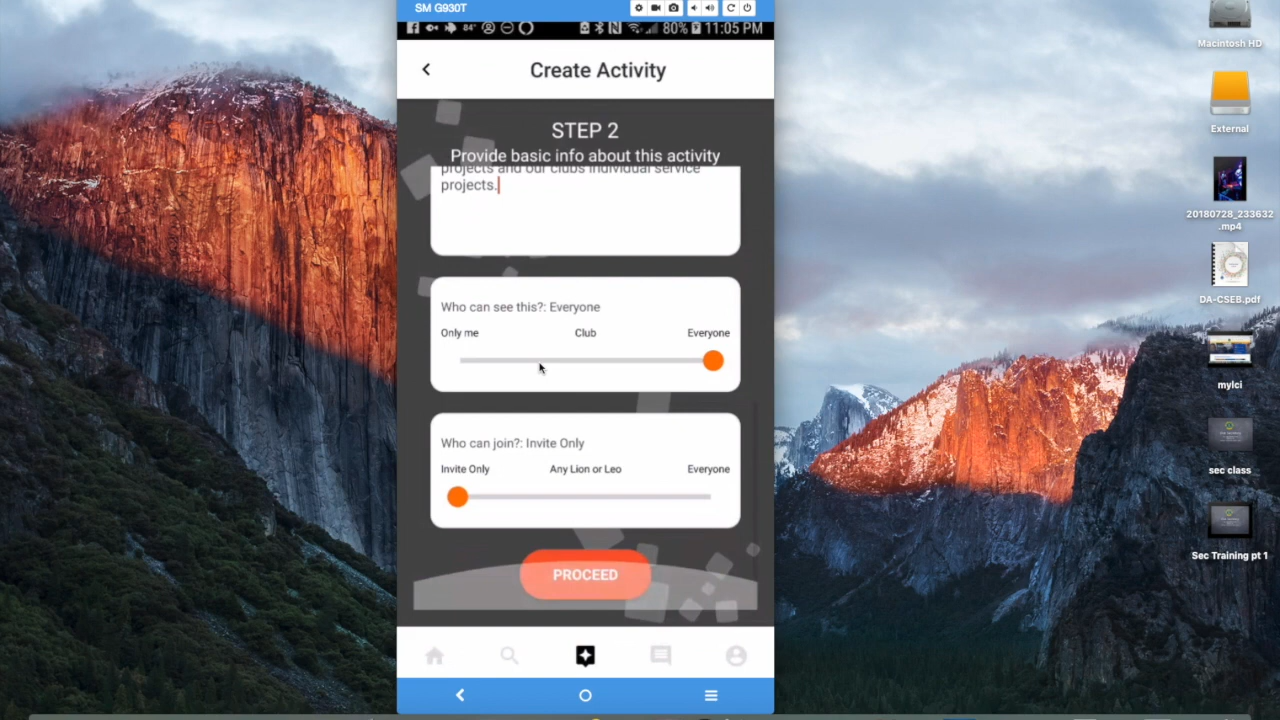 SM G930T
84°
80% 11:05 PM
Create Activity
STEP 2
Provide basic info about this activity
projects and our clubs individual service
projects.
Who can see this?: Everyone
Only me Club Everyone
Who can join?: Invite Only
Invite Only Any Lion or Leo Everyone
PROCEED
Macintosh HD
External
20180728_233632
.mp4
DA-CSEB.pdf
mylci
sec class
Sec Training pt 1